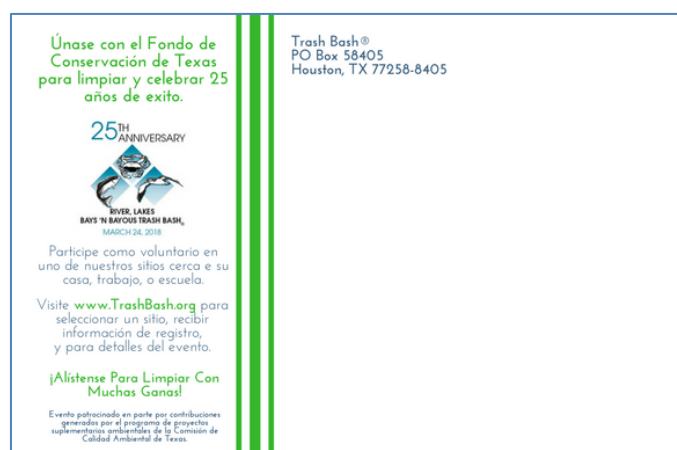 Únase con el Fondo de
Conservación de Texas
para limpiar y celebrar 25
años de exito.
25TH
ANNIVERSARY
RIVER, LAKES
BAYS 'N BAYOUS TRASH BASH®
MARCH 24, 2018
Participe como voluntario en
uno de nuestros sitios cerca e su
casa, trabajo, o escuela.
Visite www.TrashBash.org para
seleccionar un sitio, recibir
información de registro,
y para detalles del evento.
¡Alístense Para Limpiar Con
Muchas Ganas!
Evento patrocinado en parte por contribuciones
generados por el programa de proyectos
suplementarios ambientales de la Comisión de
Calidad Ambiental de Texas.
Trash Bash®
PO Box 58405
Houston, TX 77258-8405